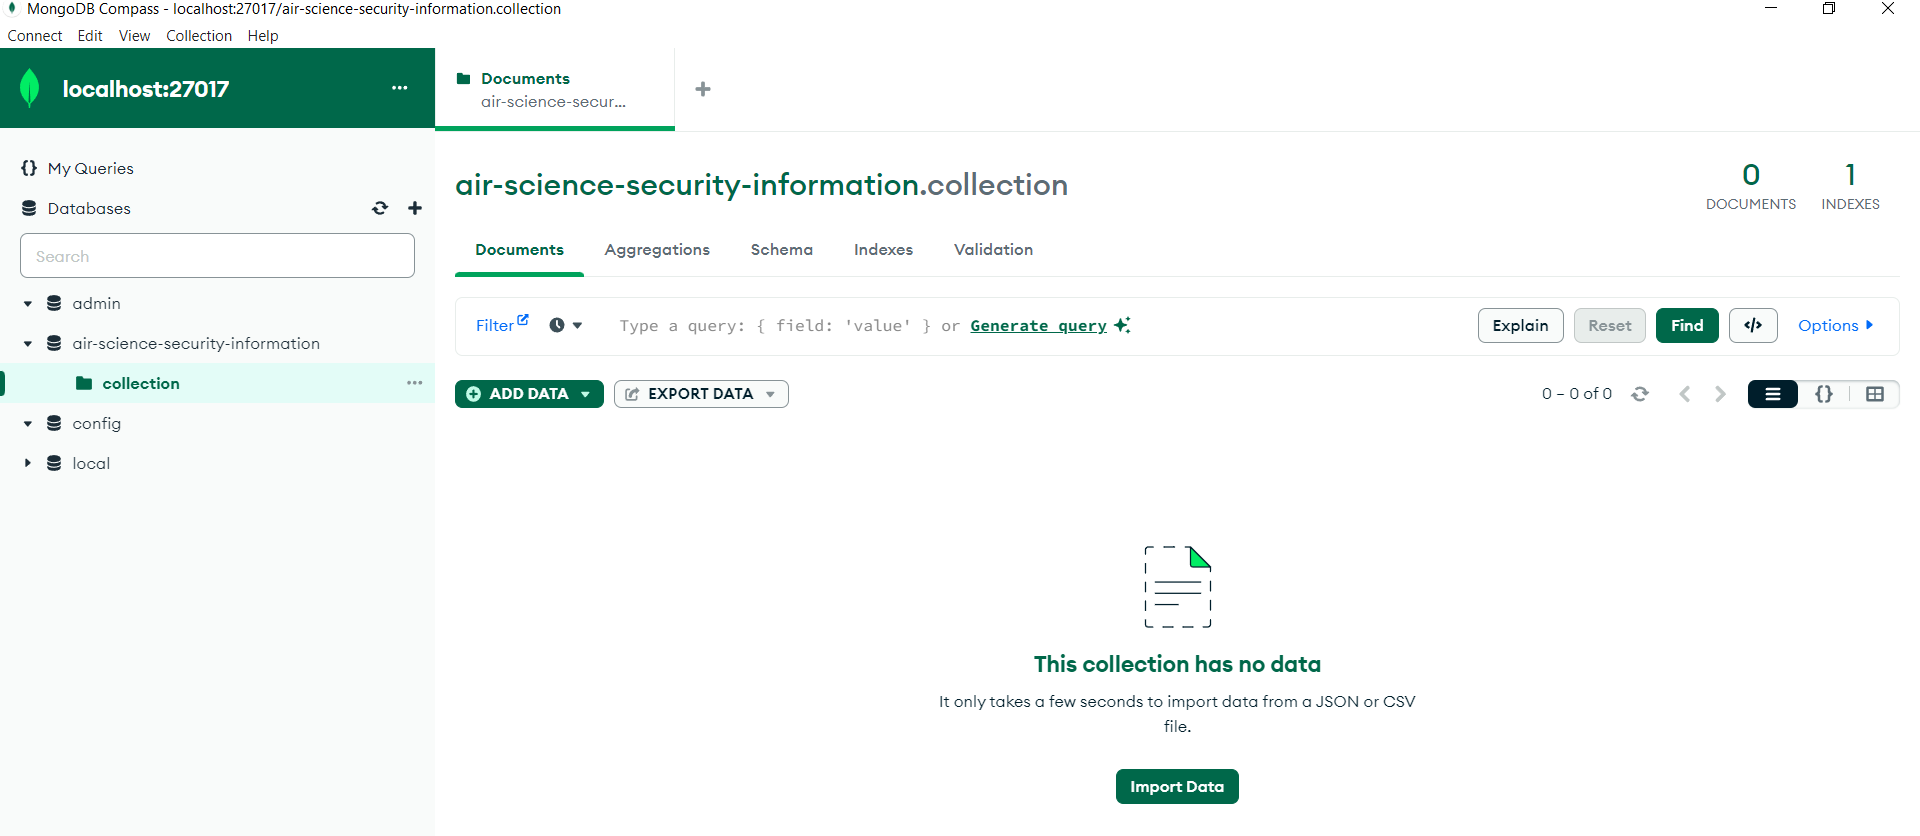 MongoDB Compass - localhost:27017/air-science-security-information.collection
Connect Edit View Collection Help
localhost:27017
Documents
air-science-secur...
My Queries
Databases
Search
admin
air-science-security-information
collection
config
local
air-science-security-information.collection
0
DOCUMENTS
1
INDEXES
Documents Aggregations Schema Indexes Validation
Filter Type a query: { field: 'value' } or Generate query Explain Reset Find </> Options
ADD DATA EXPORT DATA 0 – 0 of 0 {}
This collection has no data
It only takes a few seconds to import data from a JSON or CSV
file.
Import Data